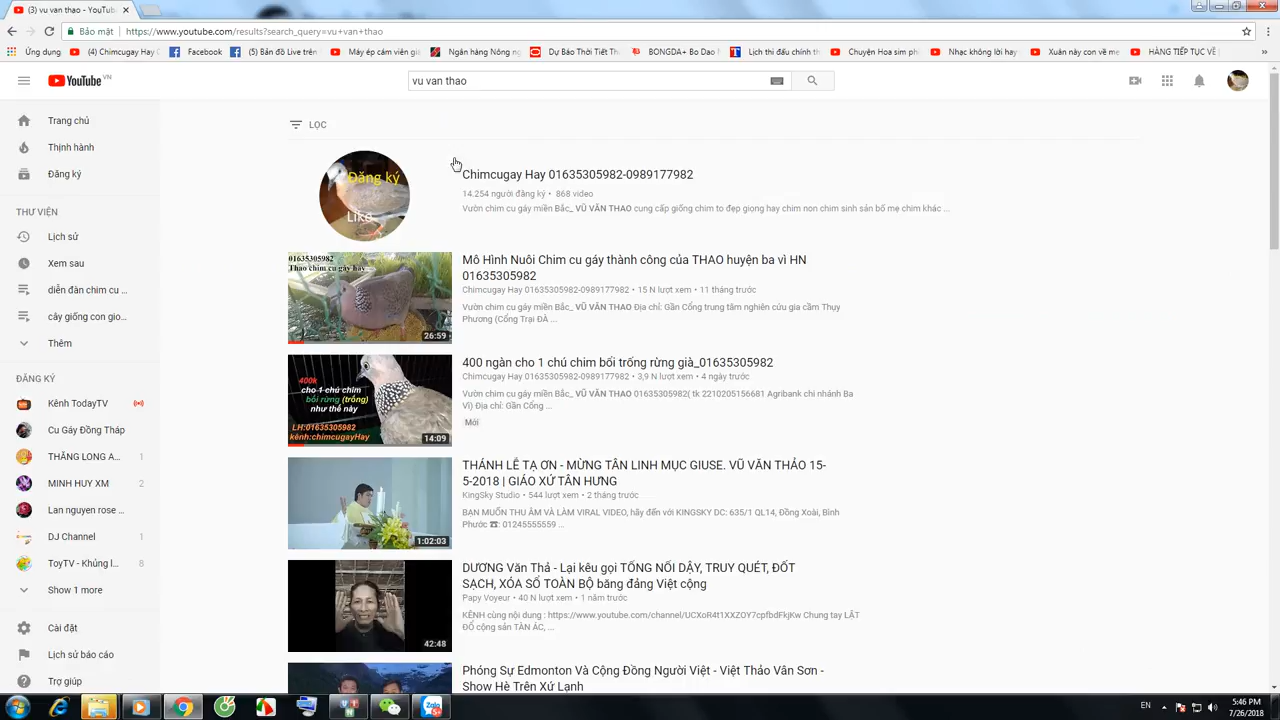 (3) vu van thao - YouTube
Bảo mật | https://www.youtube.com/results?search_query=vu+van+thao
Ứng dụng
(4) Chimcugay Hay C
Facebook
(5) Bản đồ Live trên
Máy ép cám viên giá
Ngân hàng Nông ng
Dự Báo Thời Tiết Th
BONGDA+ Bo Dao
Lịch thi đấu chính th
Chuyện Hoa sim ph
Nhạc không lời hay
Xuân này con về m
HÀNG TIẾP TỤC VỀ
YouTube VN
vu van thao
Trang chủ
Thịnh hành
Đăng ký
THƯ VIỆN
Lịch sử
Xem sau
diễn đàn chim cu ...
cây giống con gio...
Thêm
ĐĂNG KÝ
Kênh TodayTV
Cu Gáy Đồng Tháp
THĂNG LONG A... 1
MINH HUY XM 2
Lan nguyen rose ...
DJ Channel 1
ToyTV - Khủng l... 8
Show 1 more
Cài đặt
Lịch sử báo cáo
Trợ giúp
LỌC
Đăng ký
Like
Chimcugay Hay 01635305982-0989177982
14.254 người đăng ký • 868 video
Vườn chim cu gáy miền Bắc_ VŨ VĂN THAO cung cấp giống chim to đẹp giọng hay chim non chim sinh sản bố mẹ chim khác ...
01635305982
Thao chim cu gáy hay
26:59
Mô Hình Nuôi Chim cu gáy thành công của THAO huyện ba vì HN
01635305982
Chimcugay Hay 01635305982-0989177982 • 15 N lượt xem • 11 tháng trước
Vườn chim cu gáy miền Bắc_ VŨ VĂN THAO Địa chỉ: Gần Cổng trung tâm nghiên cứu gia cầm Thụy
Phương (Cổng Trại ĐÀ ...
400k
cho 1 chú chim
bổi rừng (trống)
như thế này
LH:01635305982
kênh:chimcugayHay
14:09
400 ngàn cho 1 chú chim bổi trống rừng già_01635305982
Chimcugay Hay 01635305982-0989177982 • 3,9 N lượt xem • 4 ngày trước
Vườn chim cu gáy miền Bắc_ VŨ VĂN THAO 01635305982( tk 2210205156681 Agribank chi nhánh Ba
Vì) Địa chỉ: Gần Cổng ...
Mới
1:02:03
THÁNH LỄ TẠ ƠN - MỪNG TÂN LINH MỤC GIUSE. VŨ VĂN THẢO 15-
5-2018 | GIÁO XỨ TÂN HƯNG
KingSky Studio • 544 lượt xem • 2 tháng trước
BẠN MUỐN THU ÂM VÀ LÀM VIRAL VIDEO, hãy đến với KINGSKY DC: 635/1 QL14, Đồng Xoài, Bình
Phước ☎: 01245555559 ...
42:48
DƯƠNG Văn Thả - Lại kêu gọi TỔNG NỔI DẬY, TRUY QUÉT, ĐỐT
SẠCH, XÓA SỔ TOÀN BỘ băng đảng Việt cộng
Papy Voyeur • 40 N lượt xem • 1 năm trước
KÊNH cùng nội dung : https://www.youtube.com/channel/UCXoR4t1XXZOY7cpfbdFkjKw Chung tay LẬT
ĐỔ cộng sản TÀN ÁC, ...
Phóng Sự Edmonton Và Cộng Đồng Người Việt - Việt Thảo Vân Sơn -
Show Hè Trên Xứ Lạnh
EN
5:46 PM
7/26/2018